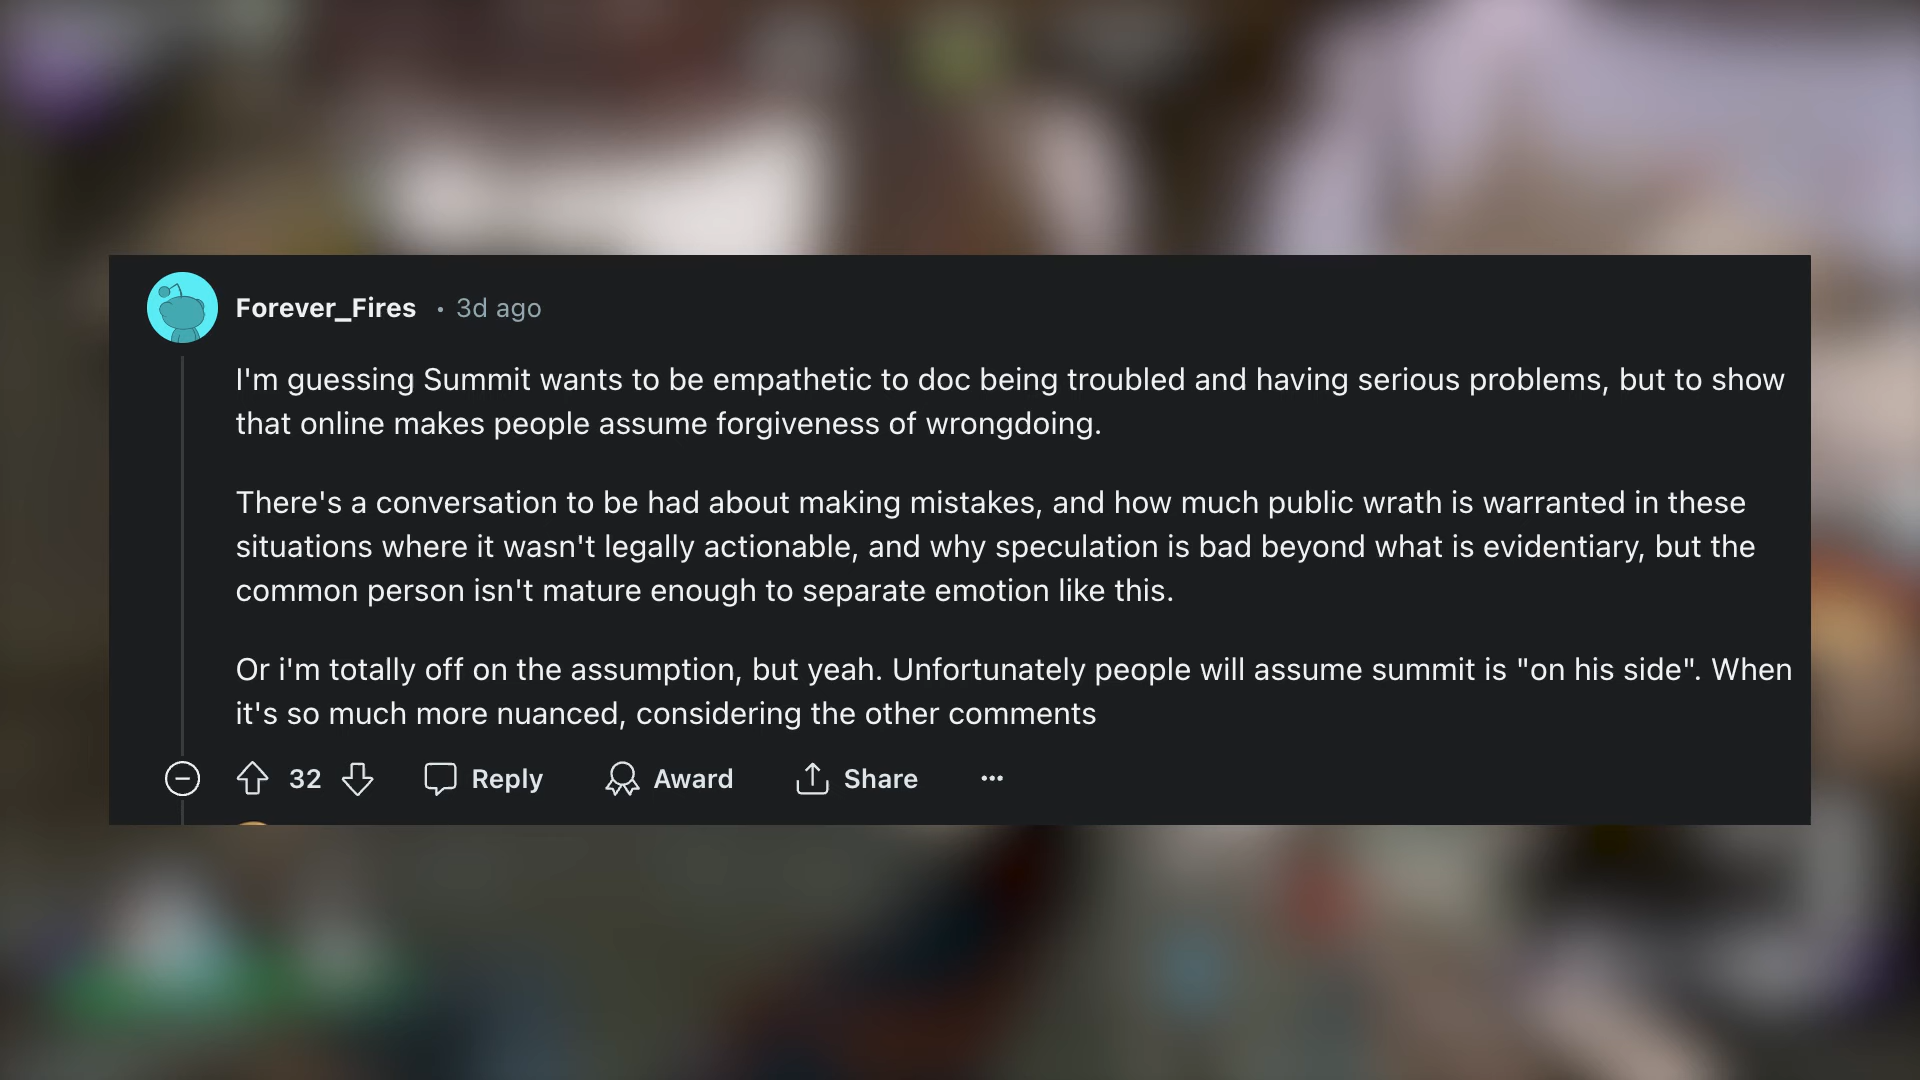 Forever_Fires • 3d ago
I'm guessing Summit wants to be empathetic to doc being troubled and having serious problems, but to show
that online makes people assume forgiveness of wrongdoing.
There's a conversation to be had about making mistakes, and how much public wrath is warranted in these
situations where it wasn't legally actionable, and why speculation is bad beyond what is evidentiary, but the
common person isn't mature enough to separate emotion like this.
Or i'm totally off on the assumption, but yeah. Unfortunately people will assume summit is "on his side". When
it's so much more nuanced, considering the other comments
32 Reply Award Share ...